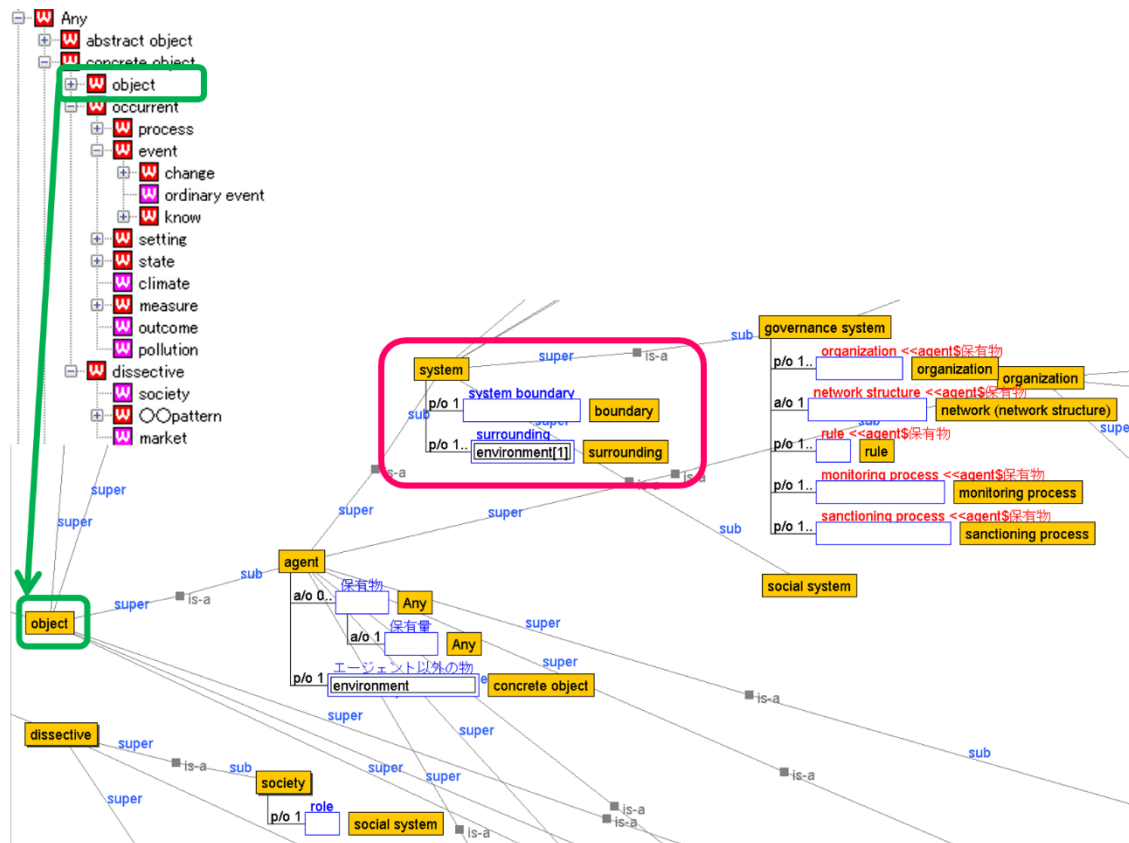 Any
abstract object
concrete object
object
occurrent
process
event
change
ordinary event
know
setting
state
climate
measure
outcome
pollution
dissective
society
〇〇pattern
market
super
super
system
super
is-a
sub
governance system
p/o 1
system boundary
boundary
sub
super
p/o 1..
surrounding
environment[1]
surrounding
is-a
is-a
is-a
organization <<agent$保有物
p/o 1..
organization
organization
network structure <<agent$保有物
a/o 1
network (network structure)
sub
super
rule <<agent$保有物
p/o 1..
rule
monitoring process <<agent$保有物
p/o 1..
monitoring process
sanctioning process <<agent$保有物
p/o 1..
sanctioning process
super
super
sub
social system
agent
sub
is-a
super
object
保有物
a/o 0..
Any
保有量
a/o 1
Any
super
super
エージェント以外の物
p/o 1
environment
concrete object
is-a
sub
is-a
super
super
super
super
dissective
super
is-a
sub
society
super
role
p/o 1
social system
is-a
is-a
is-a